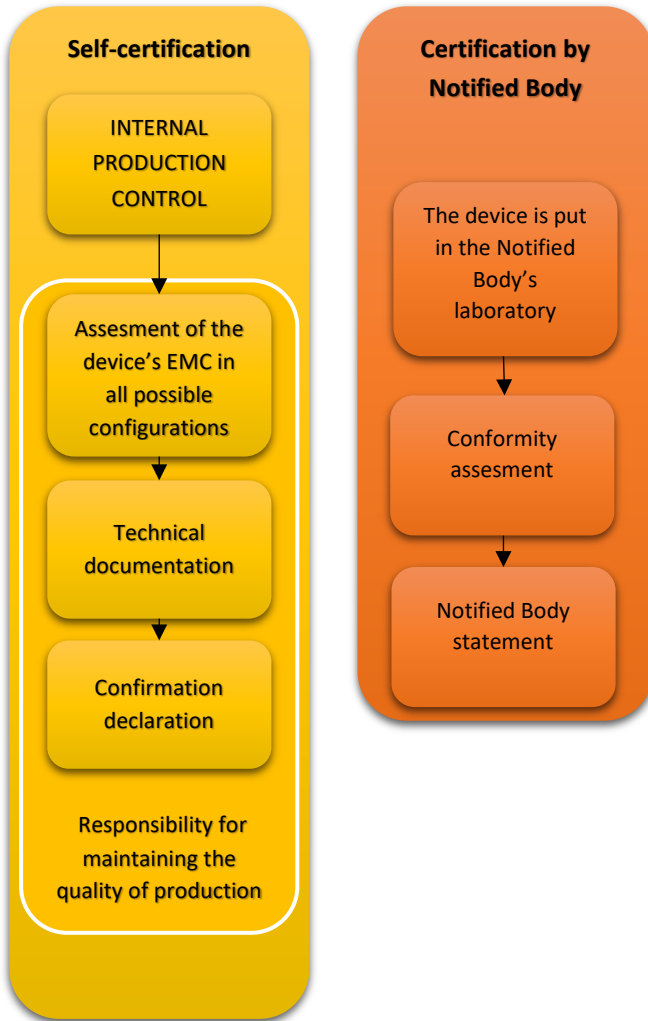 Self-certification
INTERNAL
PRODUCTION
CONTROL
Assesment of the
device’s EMC in
all possible
configurations
Technical
documentation
Confirmation
declaration
Responsibility for
maintaining the
quality of production
Certification by
Notified Body
The device is put
in the Notified
Body’s
laboratory
Conformity
assesment
Notified Body
statement